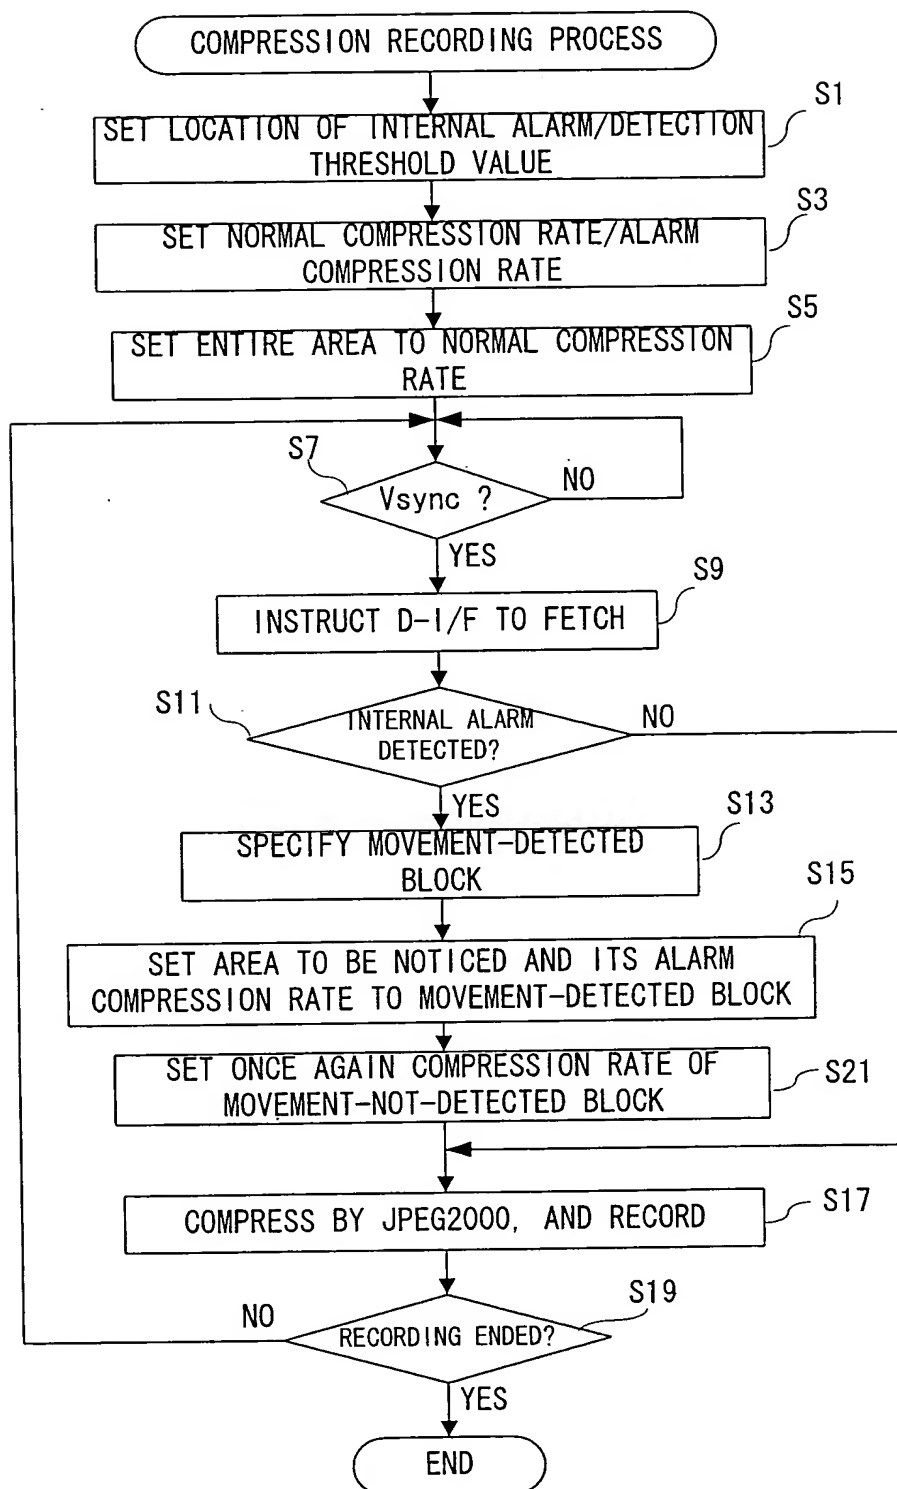 COMPRESSION RECORDING PROCESS
S1
SET LOCATION OF INTERNAL ALARM/DETECTION
THRESHOLD VALUE
S3
SET NORMAL COMPRESSION RATE/ALARM
COMPRESSION RATE
S5
SET ENTIRE AREA TO NORMAL COMPRESSION
RATE
S7
Vsync ?
NO
YES
S9
INSTRUCT D-I/F TO FETCH
S11
INTERNAL ALARM
DETECTED?
NO
YES
S13
SPECIFY MOVEMENT-DETECTED
BLOCK
S15
SET AREA TO BE NOTICED AND ITS ALARM
COMPRESSION RATE TO MOVEMENT-DETECTED BLOCK
SET ONCE AGAIN COMPRESSION RATE OF
MOVEMENT-NOT-DETECTED BLOCK
S21
COMPRESS BY JPEG2000, AND RECORD
S17
NO
S19
RECORDING ENDED?
YES
END